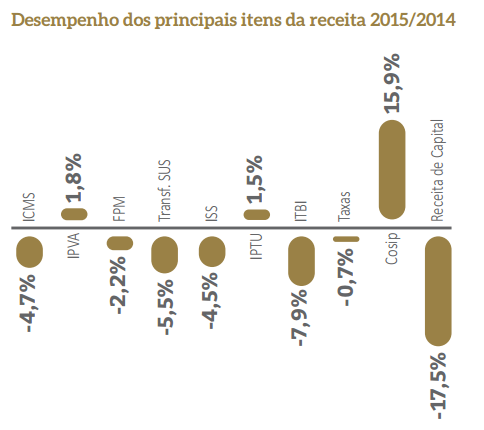 Desempenho dos principais itens da receita 2015/2014
ICMS
-4,7%
IPVA
1,8%
FPM
-2,2%
Transf. SUS
-5,5%
ISS
-4,5%
IPTU
1,5%
ITBI
-7,9%
Taxas
-0,7%
Cosip
15,9%
Receita de Capital
-17,5%